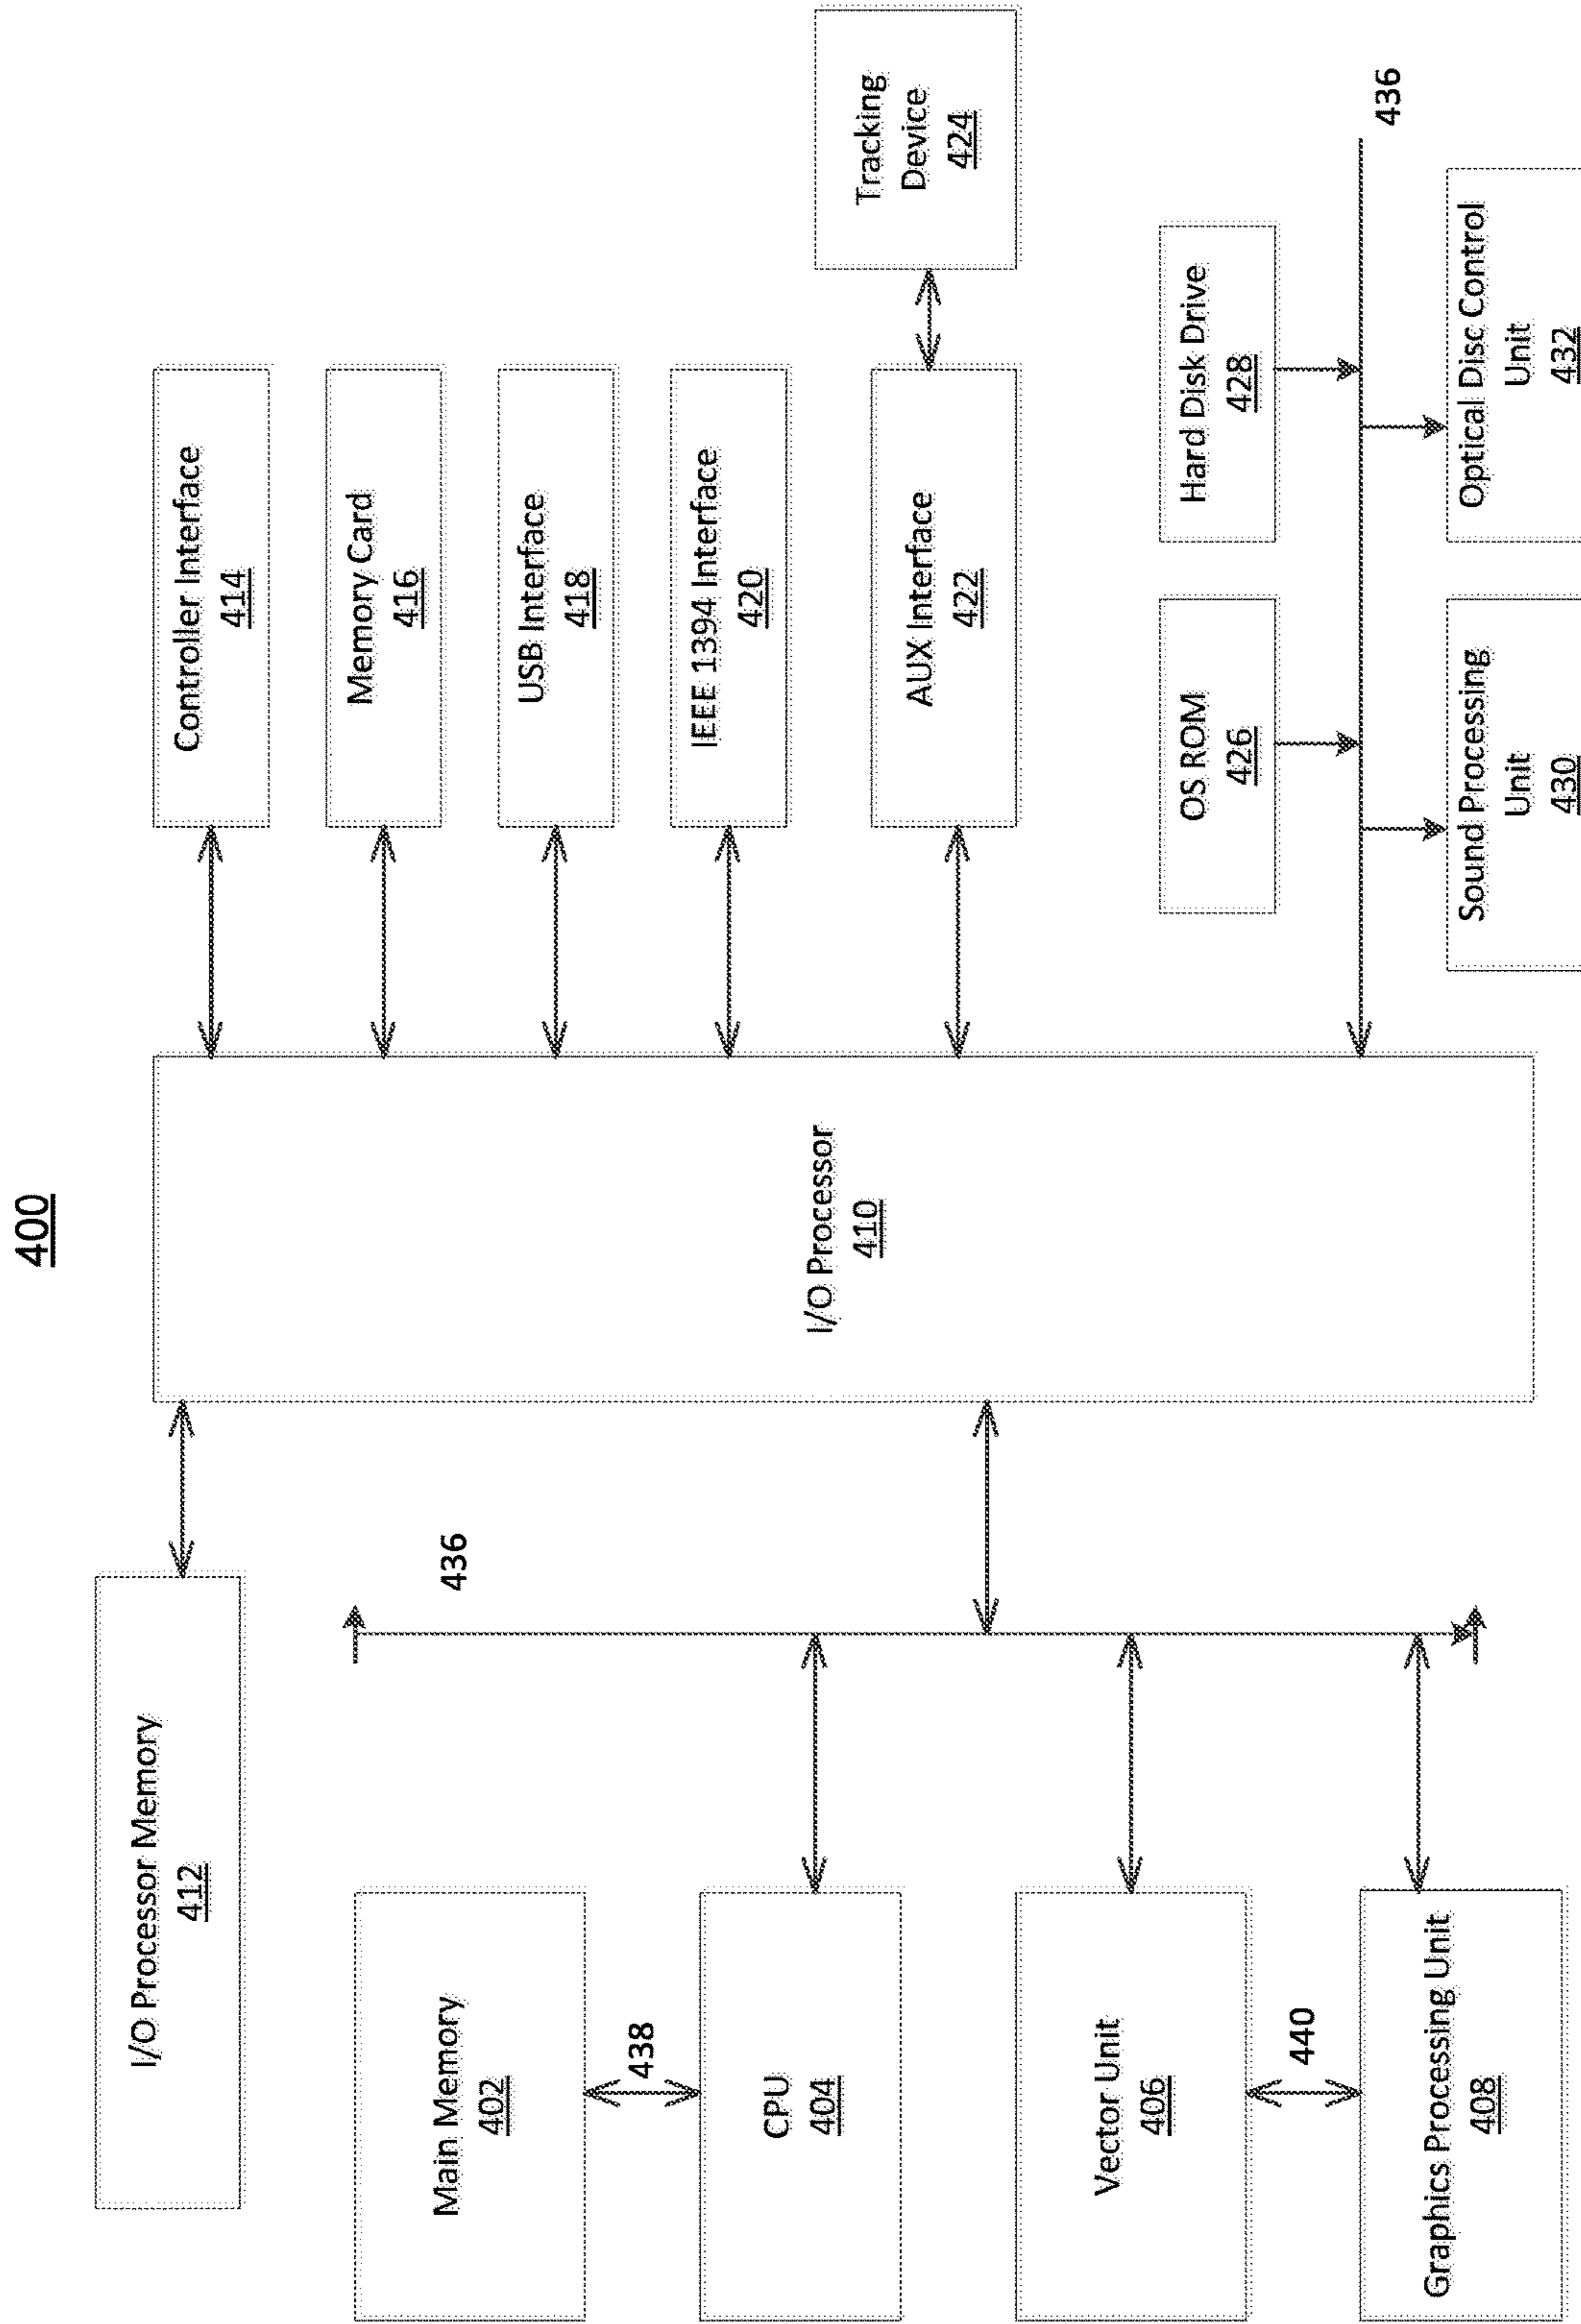 400
I/O Processor Memory
412
Main Memory
402
438
CPU
404
Vector Unit
406
440
Graphics Processing Unit
408
436
I/O Processor
410
Controller Interface
414
Memory Card
416
USB Interface
418
IEEE 1394 Interface
420
AUX Interface
422
Tracking
Device
424
OS ROM
426
Hard Disk Drive
428
436
Sound Processing
Unit
430
Optical Disc Control
Unit
432